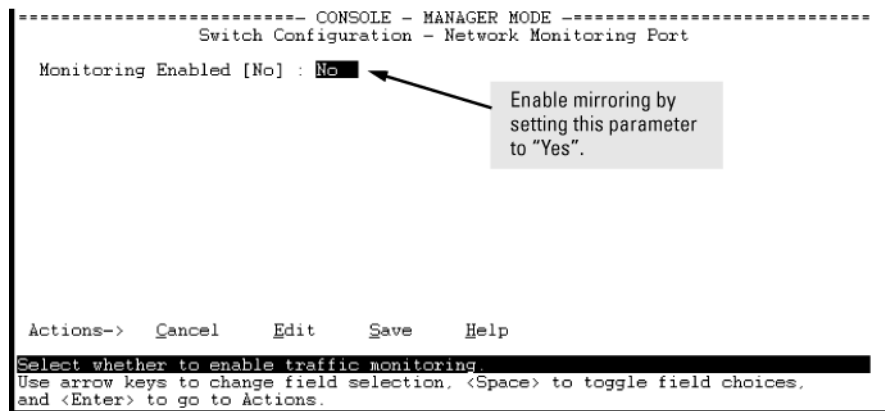 ==========================- CONSOLE - MANAGER MODE -============================
Switch Configuration - Network Monitoring Port
Monitoring Enabled [No] : No
Enable mirroring by
setting this parameter
to "Yes".
Actions-> Cancel Edit Save Help
Select whether to enable traffic monitoring.
Use arrow keys to change field selection, <Space> to toggle field choices,
and <Enter> to go to Actions.